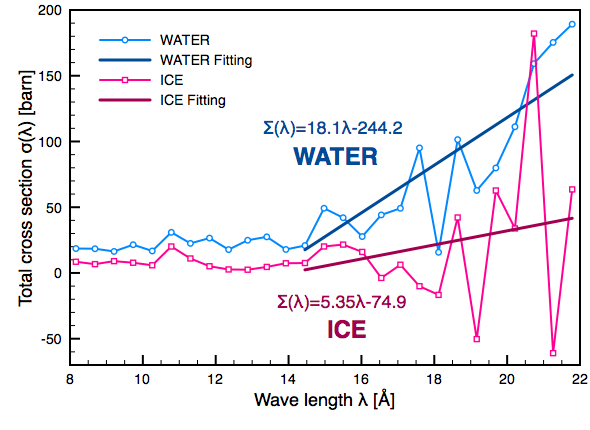 200
150
100
50
0
-50
Total cross section σ(λ) [barn]
WATER
WATER Fitting
ICE
ICE Fitting
Σ(λ)=18.1λ-244.2
WATER
Σ(λ)=5.35λ-74.9
ICE
8 10 12 14 16 18 20 22
Wave length λ [Å]